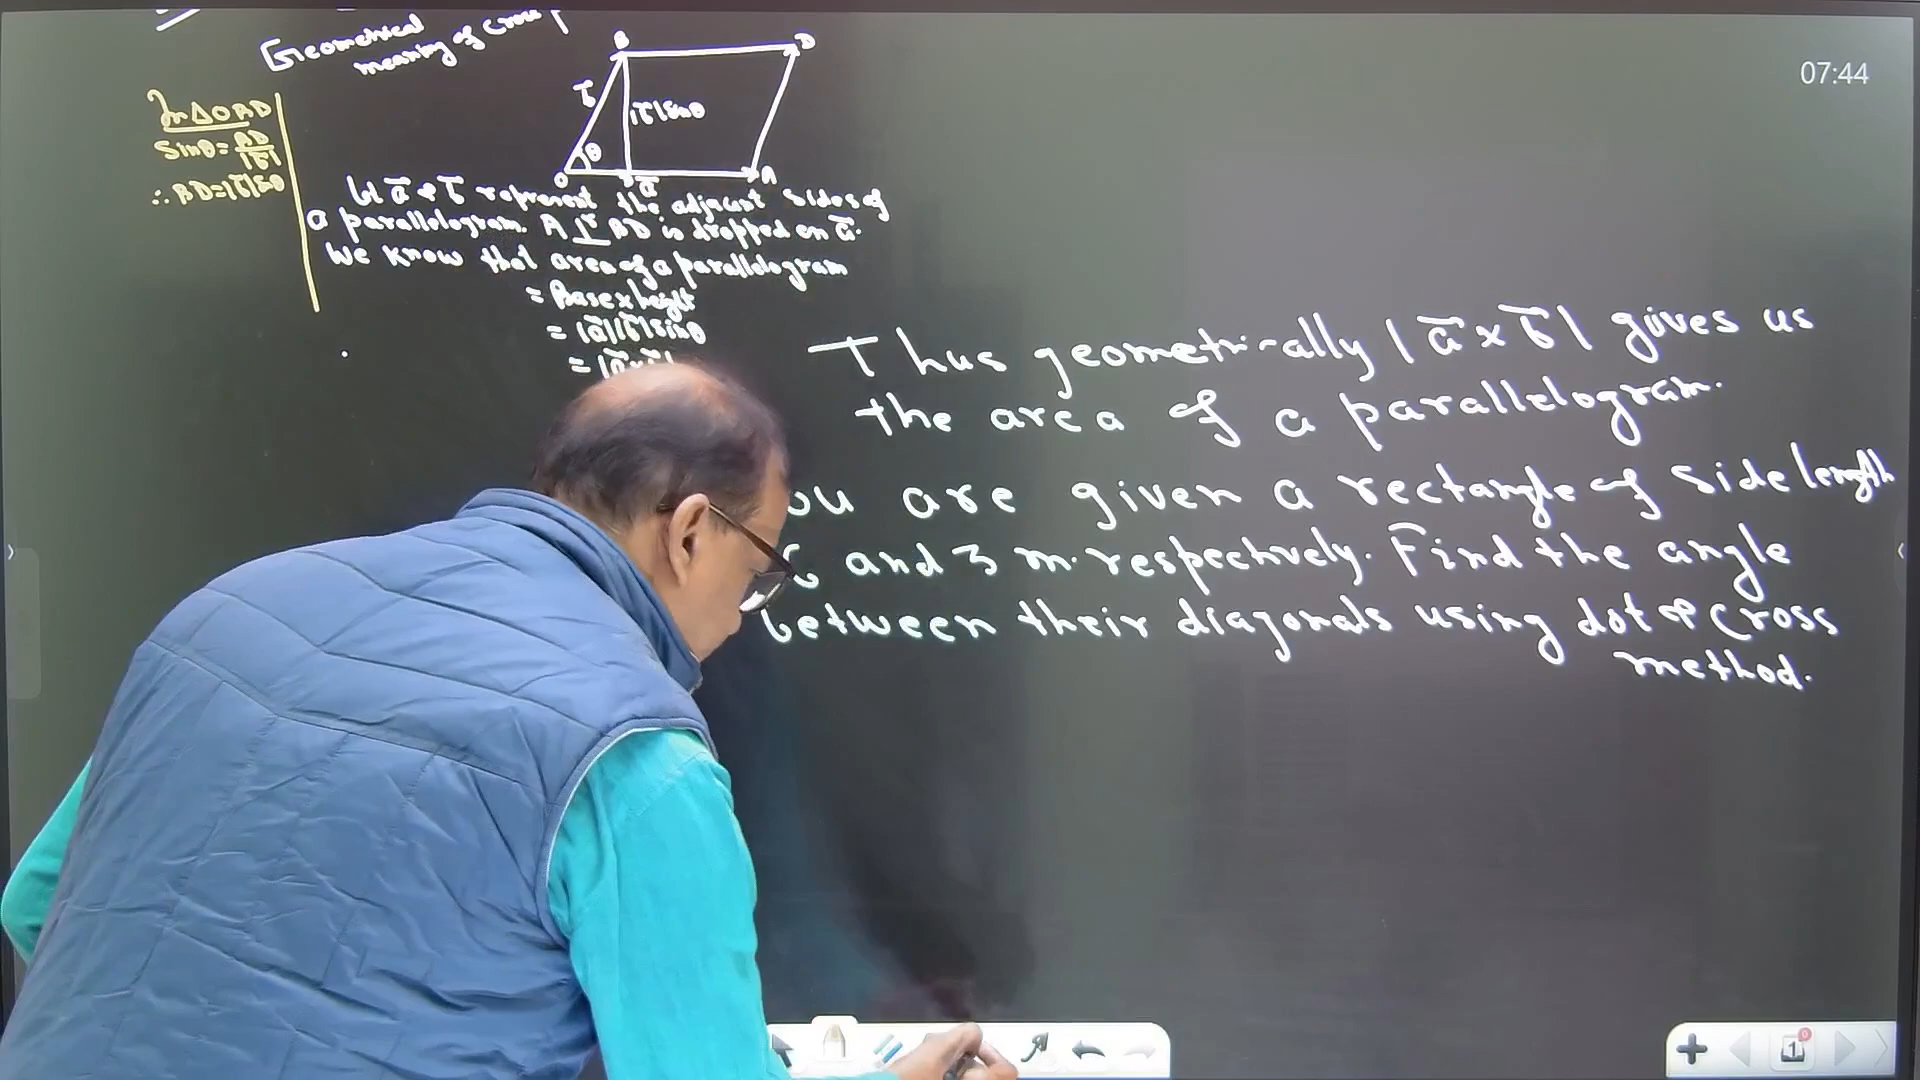 Geometrical
meaning of cross
07:44
B
D
In ΔOBD
b̄
|b̄|sinθ
Sinθ = BD/|b̄|
θ
∴ BD=|b̄|sinθ
O
ā
A
Let ā & b̄ represent the adjacent sides of
a parallelogram. A ⊥r BD is dropped on ā.
We know that area of a parallelogram
= Base x height
= |ā||b̄|sinθ
Thus geometri-ally |ā x b̄| gives us
the area of a parallelogram.
are given a rectangle of side length
and 3 m. respectively. Find the angle
between their diagonals using dot & cross
method.
1